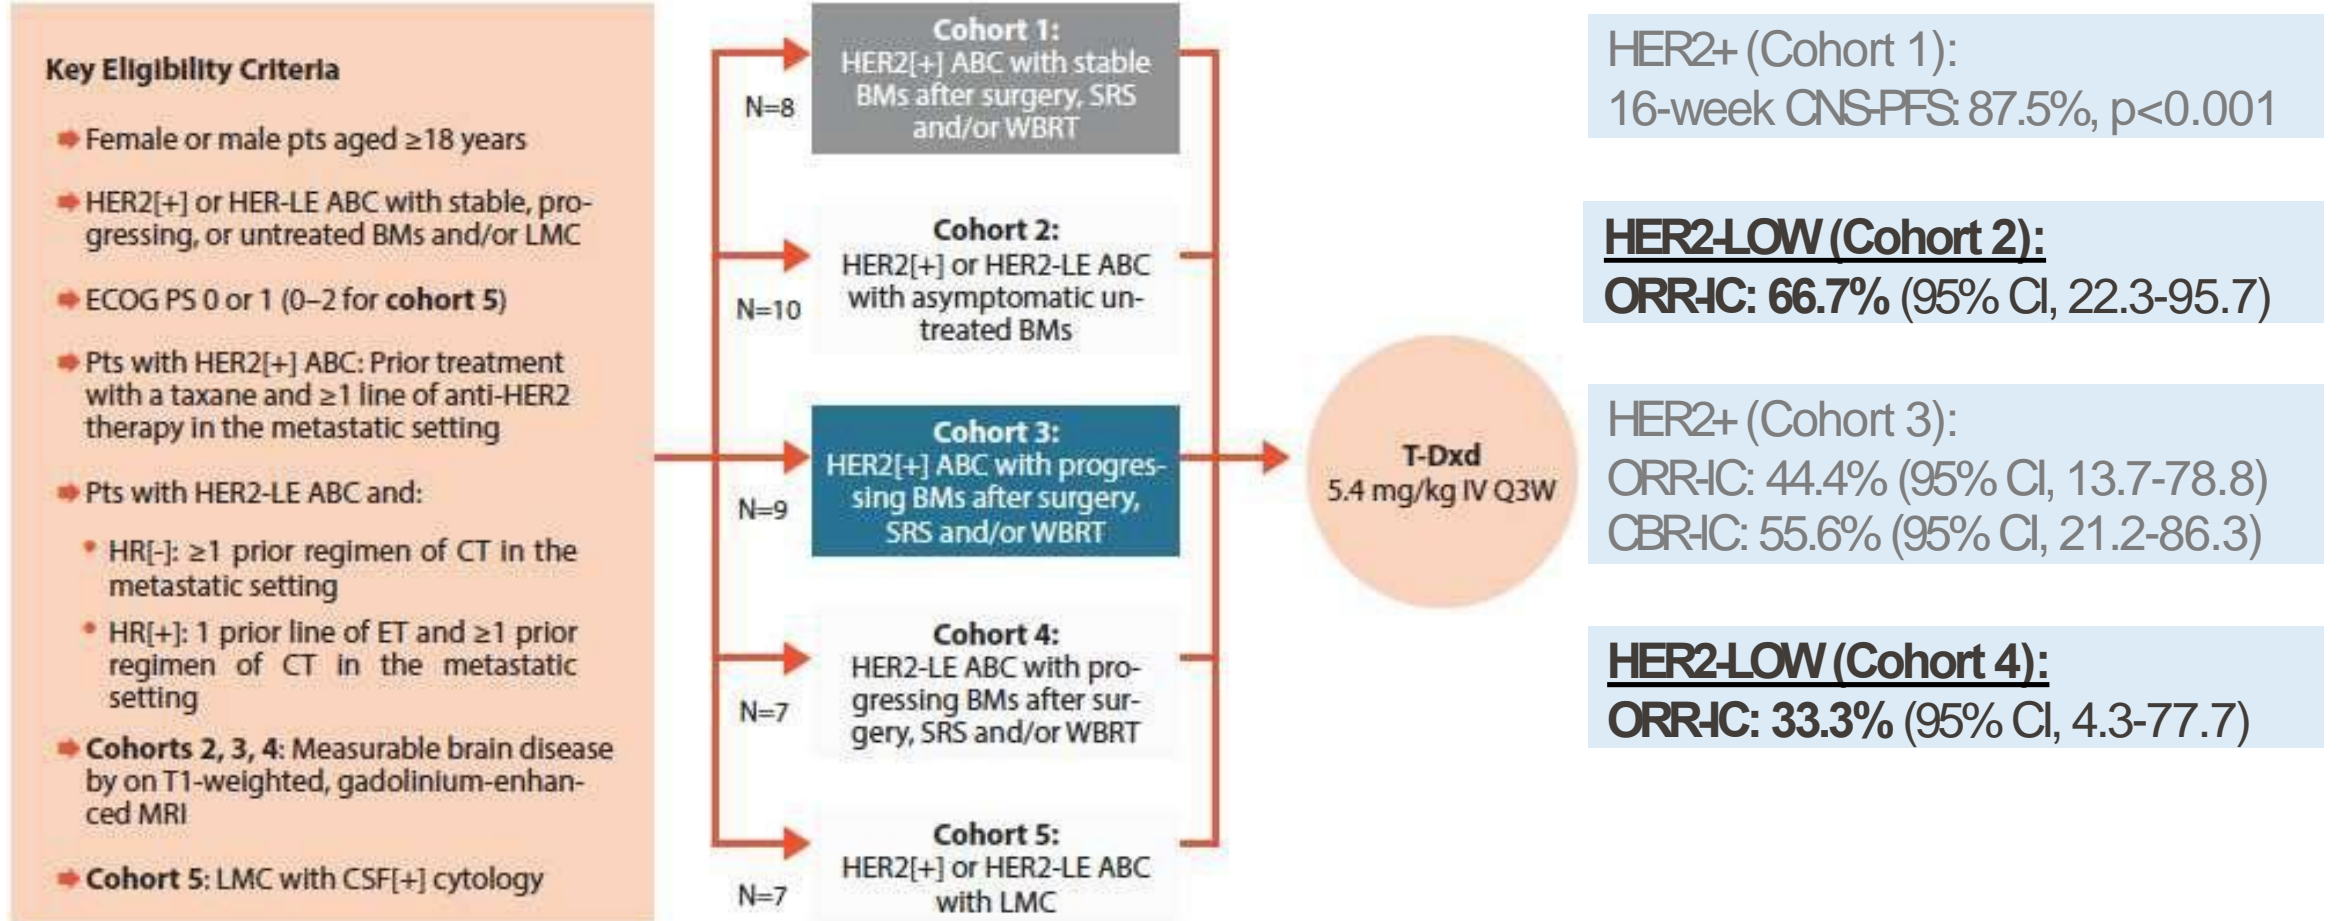 Key Eligibility Criteria
Female or male pts aged ≥18 years
HER2[+] or HER-LE ABC with stable, pro-
gressing, or untreated BMs and/or LMC
ECOG PS 0 or 1 (0–2 for cohort 5)
Pts with HER2[+] ABC: Prior treatment
with a taxane and ≥1 line of anti-HER2
therapy in the metastatic setting
Pts with HER2-LE ABC and:
HR[-]: ≥1 prior regimen of CT in the
metastatic setting
HR[+]: 1 prior line of ET and ≥1 prior
regimen of CT in the metastatic
setting
Cohorts 2, 3, 4: Measurable brain disease
by on T1-weighted, gadolinium-enhan-
ced MRI
Cohort 5: LMC with CSF[+] cytology
N=8
Cohort 1:
HER2[+] ABC with stable
BMs after surgery, SRS
and/or WBRT
N=10
Cohort 2:
HER2[+] or HER2-LE ABC
with asymptomatic un-
treated BMs
N=9
Cohort 3:
HER2[+] ABC with progres-
sing BMs after surgery,
SRS and/or WBRT
N=7
Cohort 4:
HER2-LE ABC with pro-
gressing BMs after sur-
gery, SRS and/or WBRT
N=7
Cohort 5:
HER2[+] or HER2-LE ABC
with LMC
T-Dxd
5.4 mg/kg IV Q3W
HER2+ (Cohort 1):
16-week CNS-PFS: 87.5%, p<0.001
HER2-LOW (Cohort 2):
ORR-IC: 66.7% (95% CI, 22.3-95.7)
HER2+ (Cohort 3):
ORR-IC: 44.4% (95% CI, 13.7-78.8)
CBR-IC: 55.6% (95% CI, 21.2-86.3)
HER2-LOW (Cohort 4):
ORR-IC: 33.3% (95% CI, 4.3-77.7)